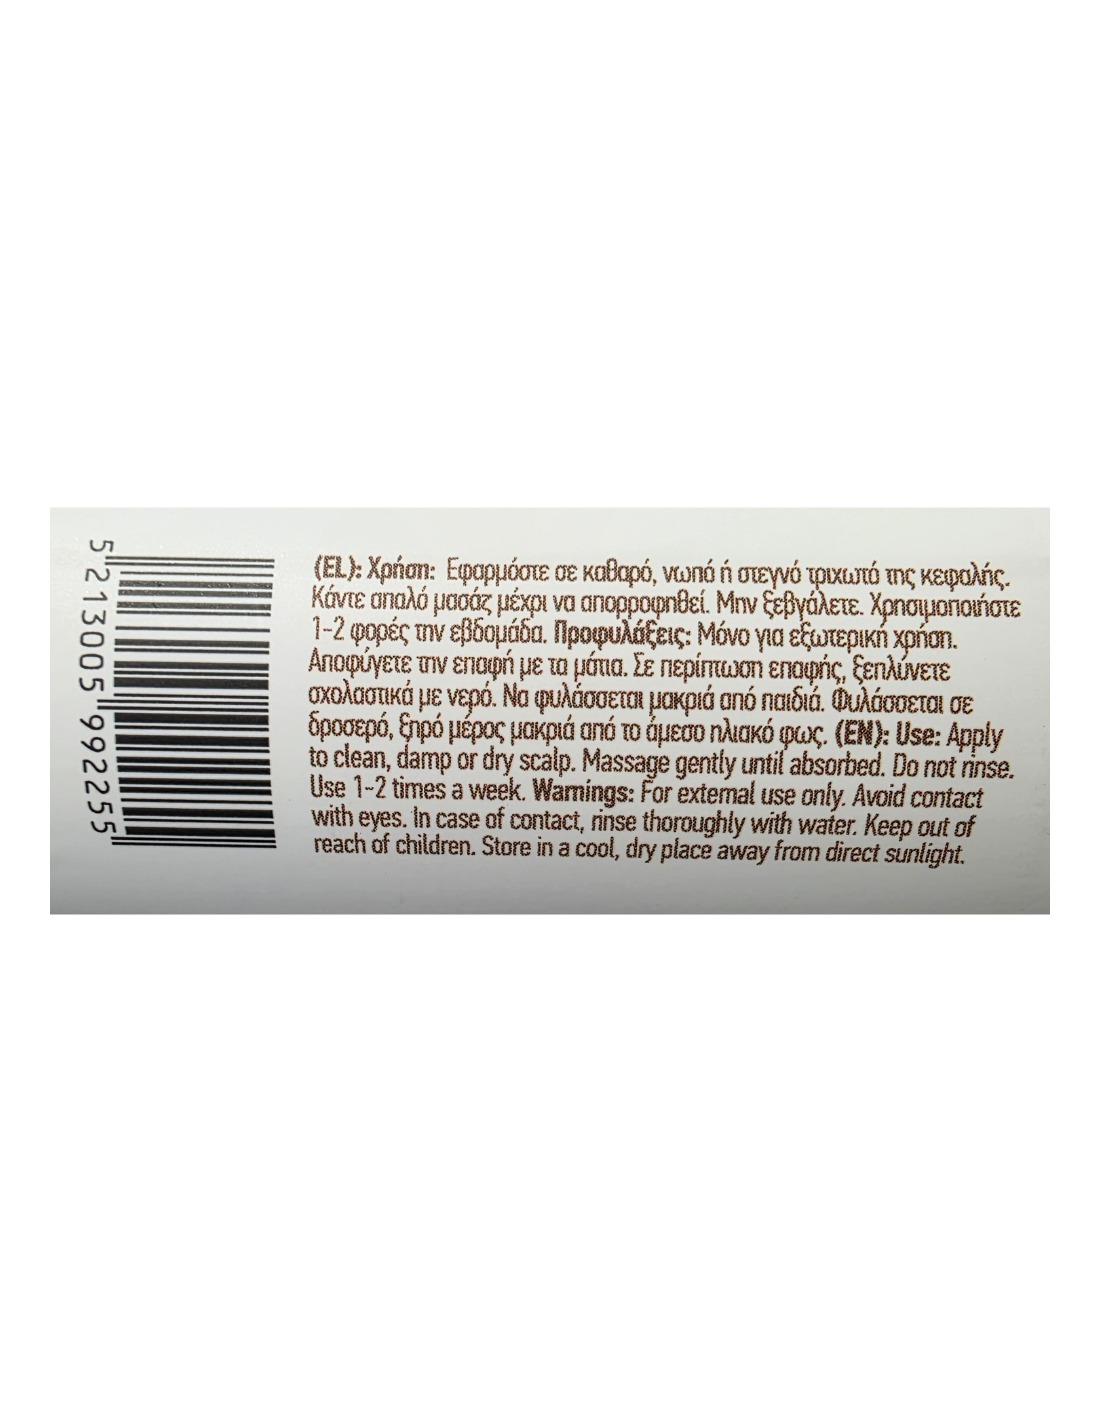 5 213005 992255
(EL): Χρήση: Εφαρμόστε σε καθαρό, νωπό ή στεγνό τριχωτό της κεφαλής.
Κάντε απαλό μασάζ μέχρι να απορροφηθεί. Μην ξεβγάλετε. Χρησιμοποιήστε
1-2 φορές την εβδομάδα. Προφυλάξεις: Μόνο για εξωτερική χρήση.
Αποφύγετε την επαφή με τα μάτια. Σε περίπτωση επαφής, ξεπλύνετε
σχολαστικά με νερό. Να φυλάσσεται μακριά από παιδιά. Φυλάσσεται σε
δροσερό, ξηρό μέρος μακριά από το άμεσο ηλιακό φως. (EN): Use: Apply
to clean, damp or dry scalp. Massage gently until absorbed. Do not rinse.
Use 1-2 times a week. Warnings: For external use only. Avoid contact
with eyes. In case of contact, rinse thoroughly with water. Keep out of
reach of children. Store in a cool, dry place away from direct sunlight.